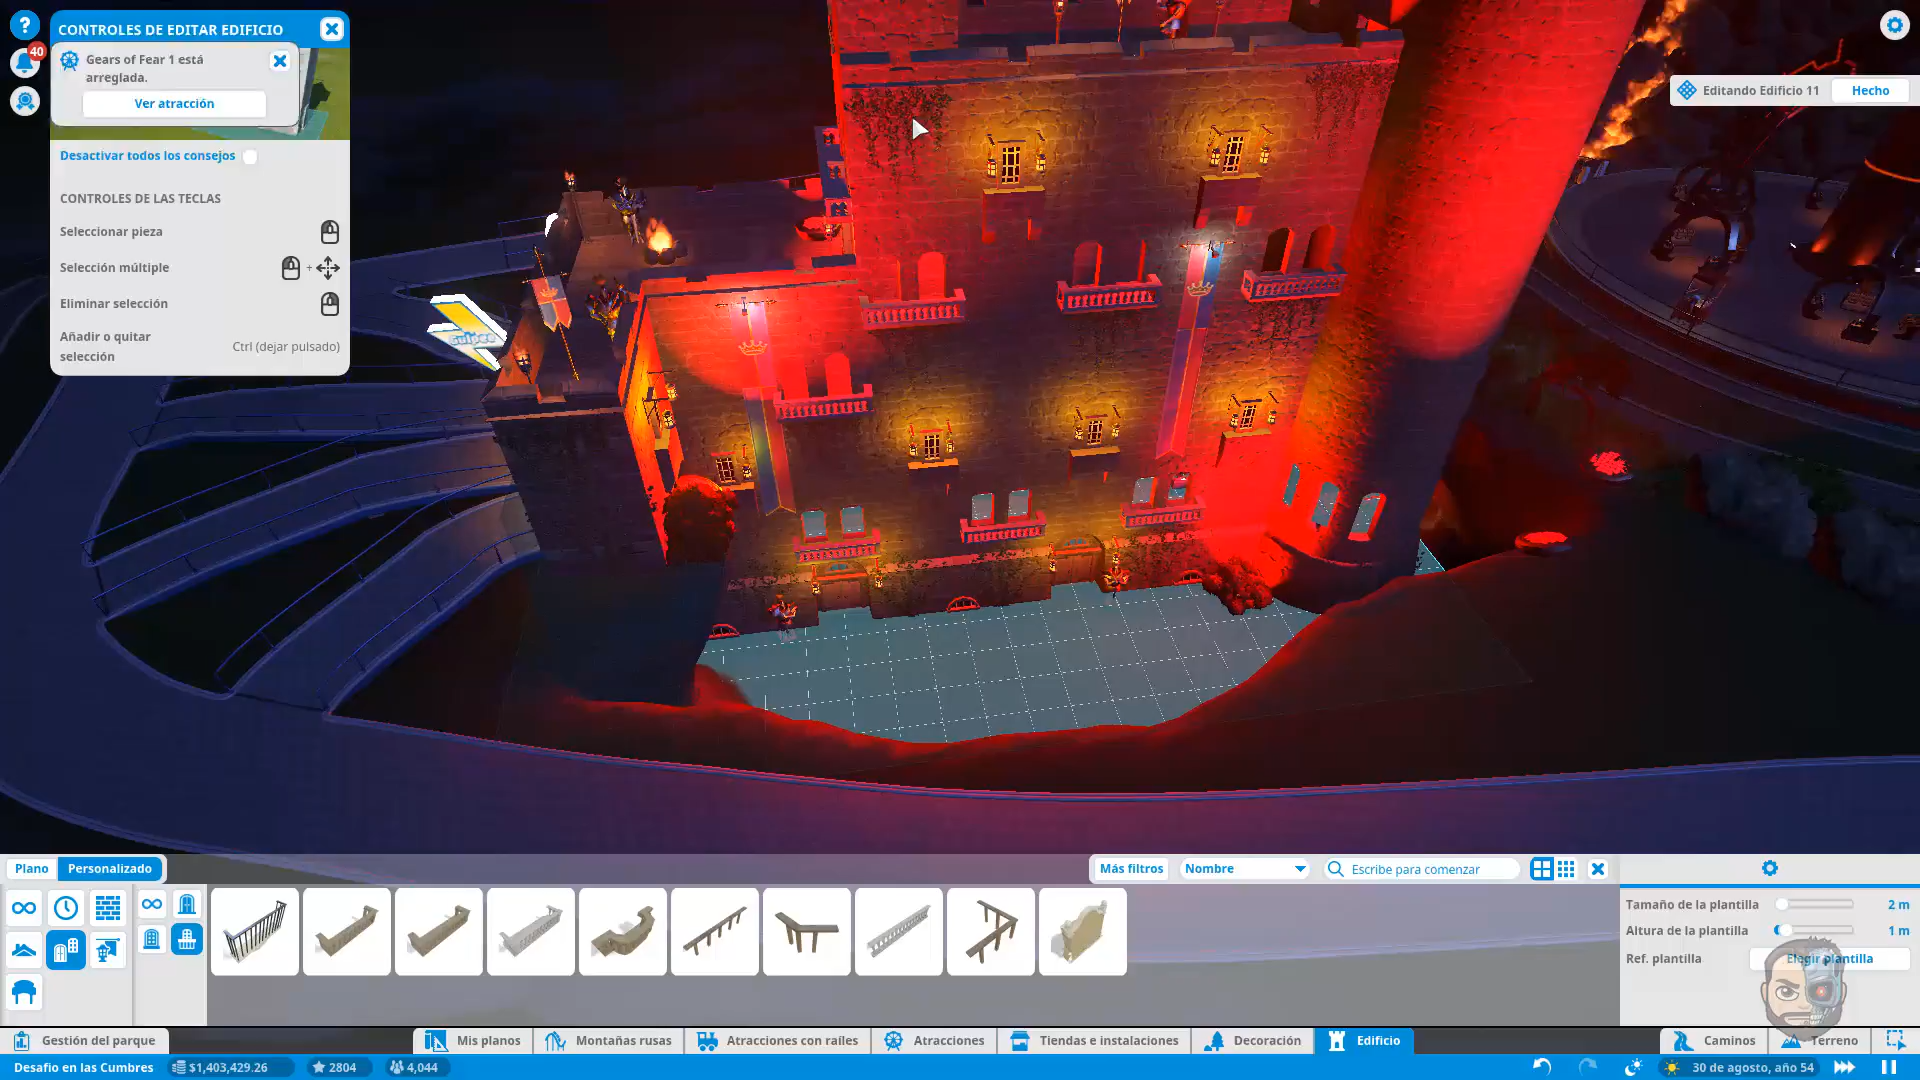 ?
CONTROLES DE EDITAR EDIFICIO
40
Gears of Fear 1 está
arreglada.
Ver atracción
Desactivar todos los consejos
CONTROLES DE LAS TECLAS
Seleccionar pieza
Selección múltiple
+
Eliminar selección
Añadir o quitar
selección
Ctrl (dejar pulsado)
Editando Edificio 11
Hecho
Plano
Personalizado
Más filtros
Nombre
Escribe para comenzar
Tamaño de la plantilla
2 m
Altura de la plantilla
1 m
Ref. plantilla
Elegir plantilla
Gestión del parque
Mis planos
Montañas rusas
Atracciones con raíles
Atracciones
Tiendas e instalaciones
Decoración
Edificio
Caminos
Terreno
Desafio en las Cumbres
$1,403,429.26
2804
4,044
30 de agosto, año 54